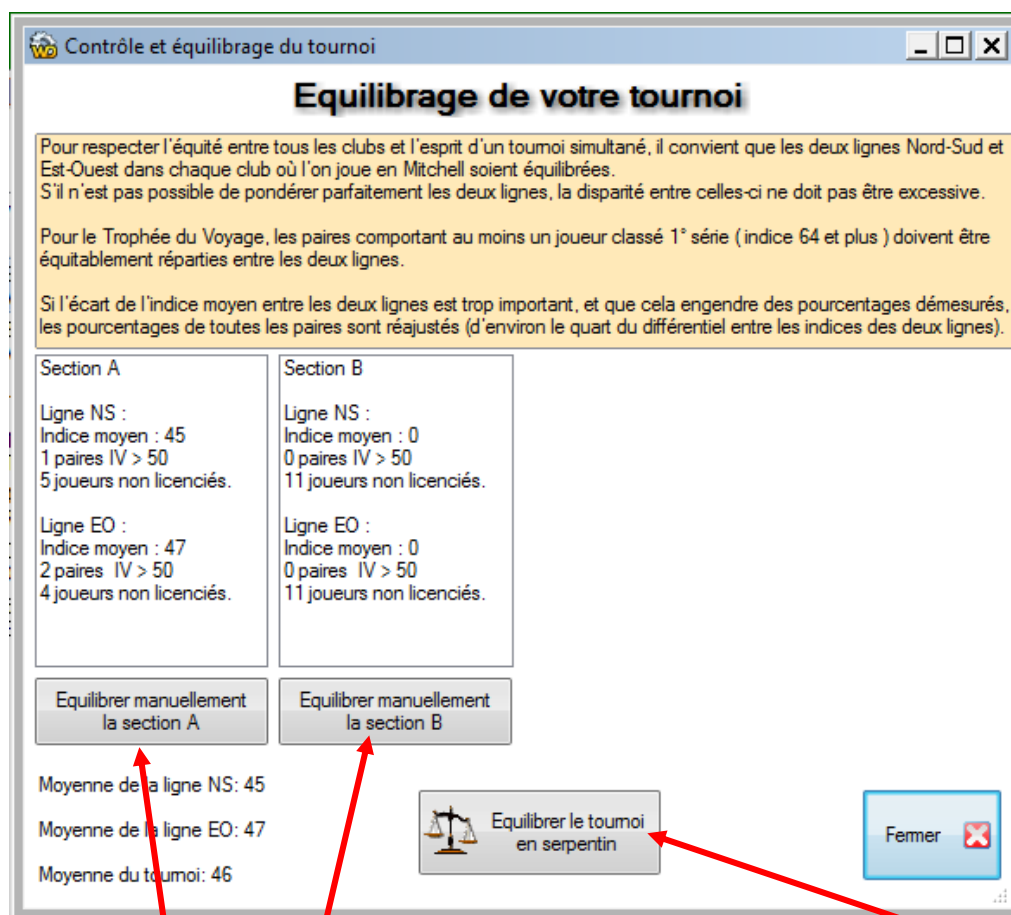 Contrôle et équilibrage du tournoi
Equilibrage de votre tournoi
Pour respecter l'équité entre tous les clubs et l'esprit d'un tournoi simultané, il convient que les deux lignes Nord-Sud et
Est-Ouest dans chaque club où l'on joue en Mitchell soient équilibrées.
S'il n'est pas possible de pondérer parfaitement les deux lignes, la disparité entre celles-ci ne doit pas être excessive.
Pour le Trophée du Voyage, les paires comportant au moins un joueur classé 1° série ( indice 64 et plus ) doivent être
équitablement réparties entre les deux lignes.
Si l'écart de l'indice moyen entre les deux lignes est trop important, et que cela engendre des pourcentages démesurés,
les pourcentages de toutes les paires sont réajustés (d'environ le quart du différentiel entre les indices des deux lignes).
Section A
Ligne NS :
Indice moyen : 45
1 paires IV > 50
5 joueurs non licenciés.
Ligne EO :
Indice moyen : 47
2 paires IV > 50
4 joueurs non licenciés.
Section B
Ligne NS :
Indice moyen : 0
0 paires IV > 50
11 joueurs non licenciés.
Ligne EO :
Indice moyen : 0
0 paires IV > 50
11 joueurs non licenciés.
Equilibrer manuellement
la section A
Equilibrer manuellement
la section B
Moyenne de la ligne NS: 45
Moyenne de la ligne EO: 47
Moyenne du tournoi: 46
Equilibrer le tournoi
en serpentin
Fermer